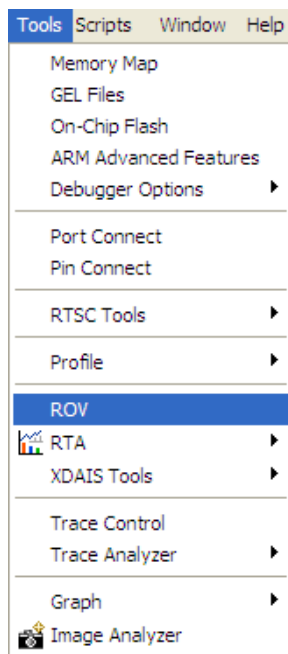 Tools Scripts Window Help
Memory Map
GEL Files
On-Chip Flash
ARM Advanced Features
Debugger Options
Port Connect
Pin Connect
RTSC Tools
Profile
ROV
RTA
XDAIS Tools
Trace Control
Trace Analyzer
Graph
Image Analyzer